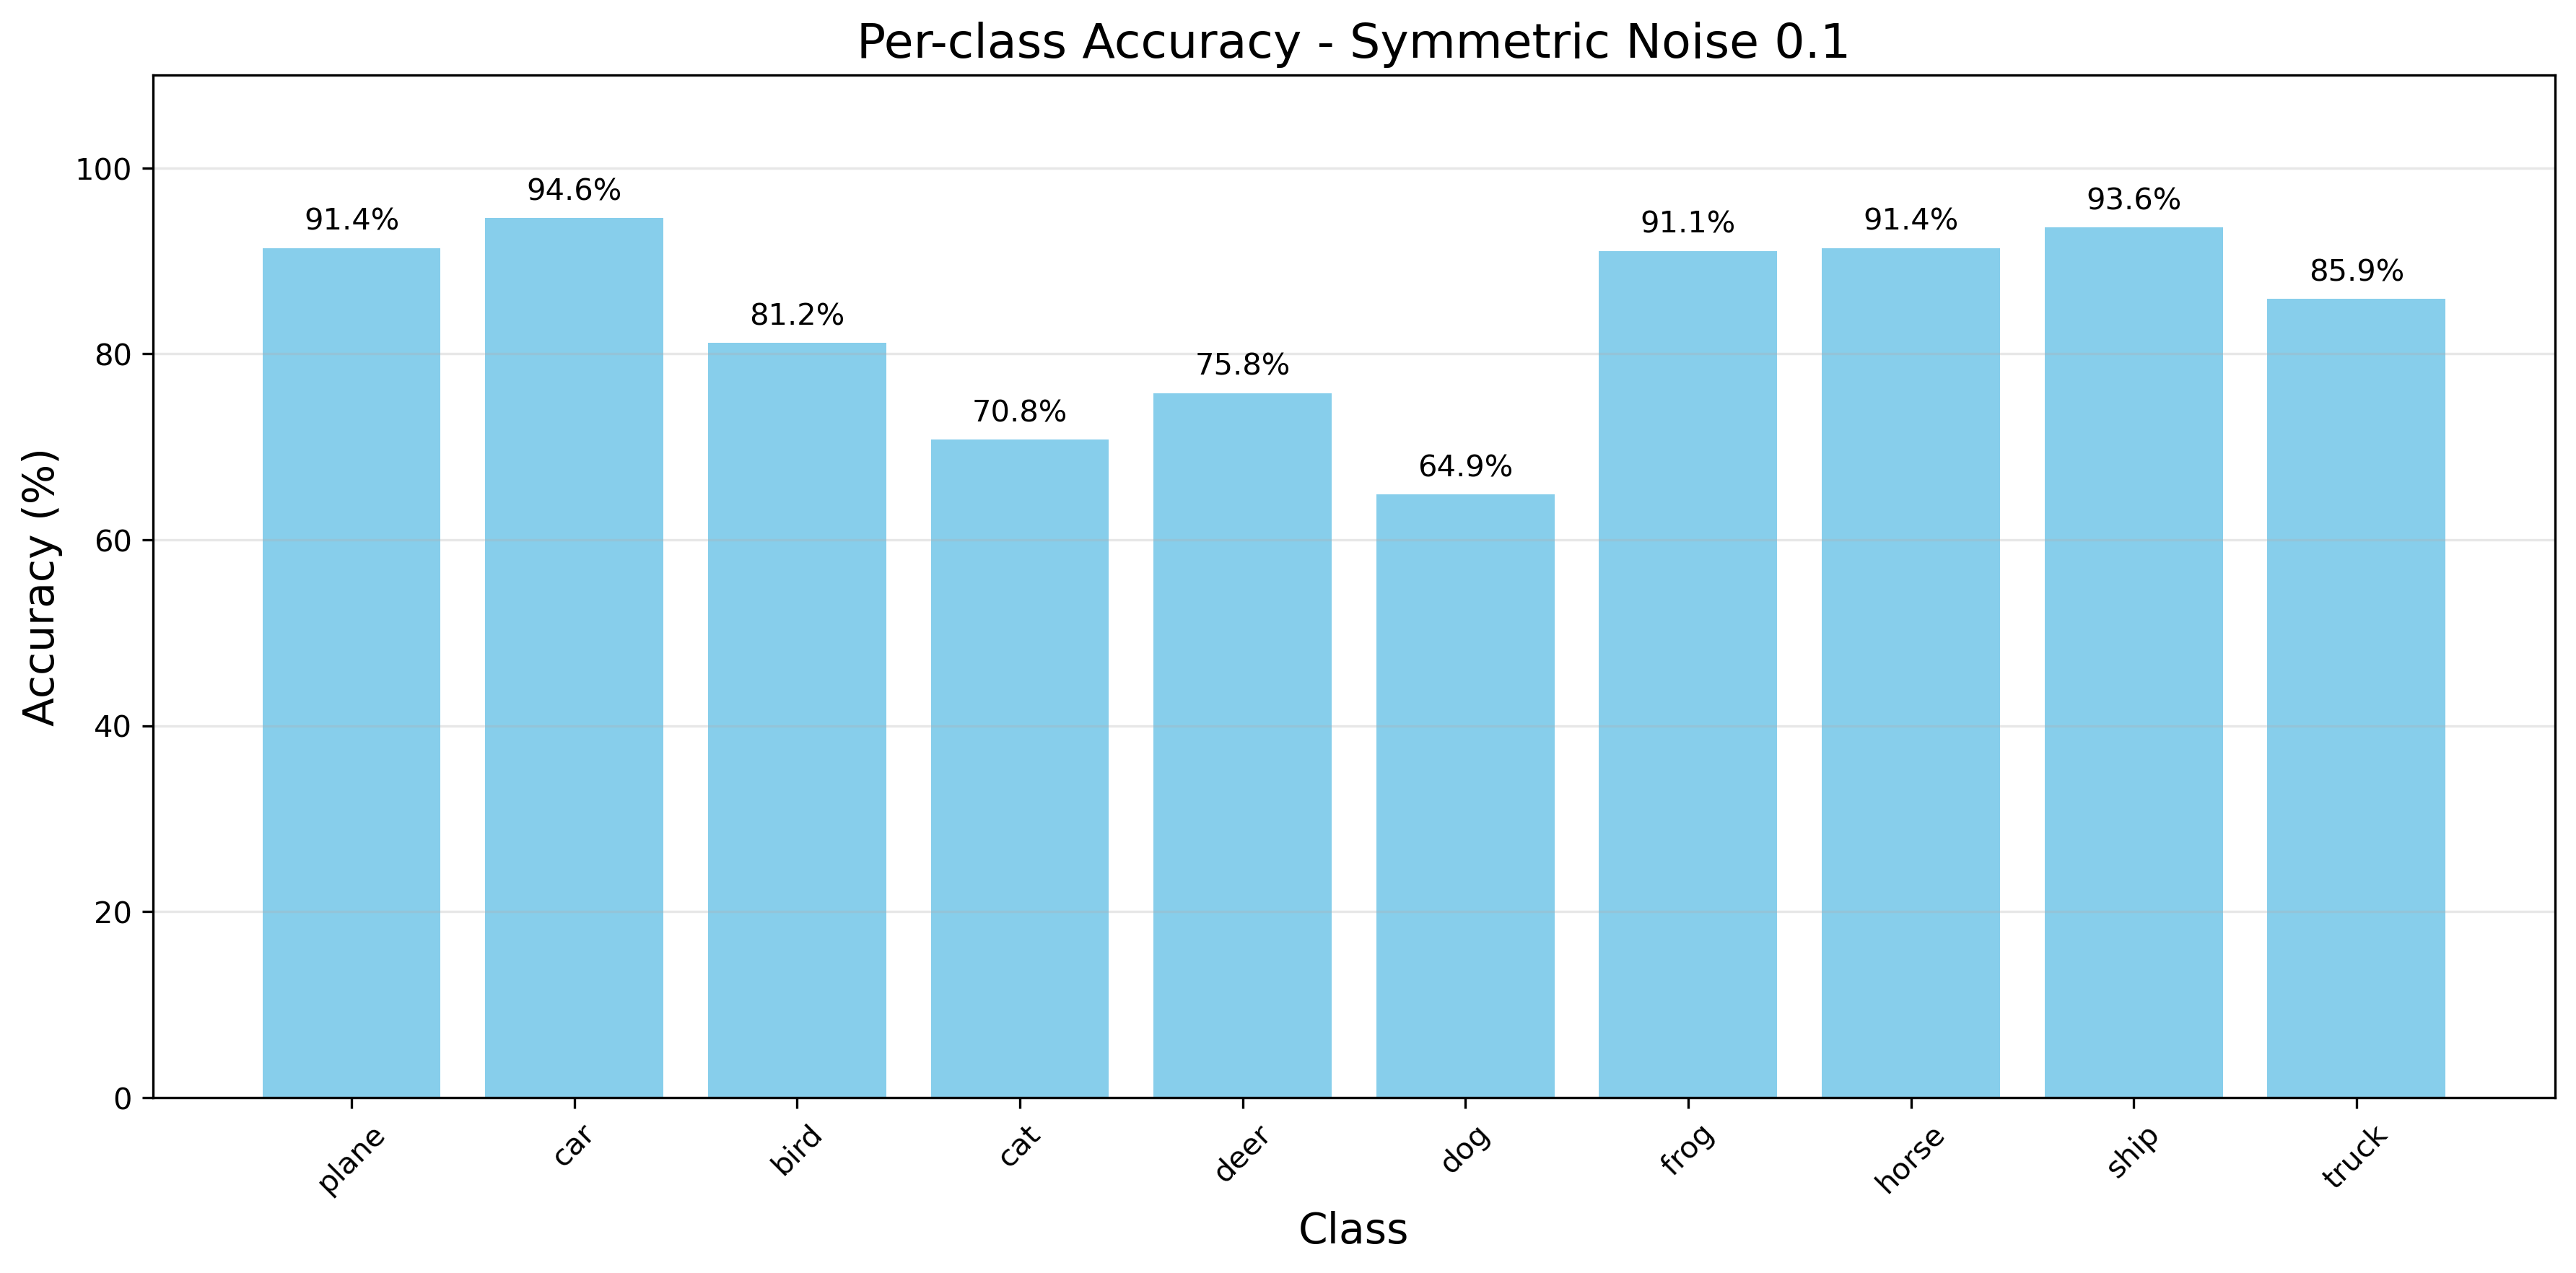 Per-class Accuracy - Symmetric Noise 0.1
Accuracy (%)
100
80
60
40
20
0
91.4%
94.6%
81.2%
70.8%
75.8%
64.9%
91.1%
91.4%
93.6%
85.9%
plane
car
bird
cat
deer
dog
frog
horse
ship
truck
Class